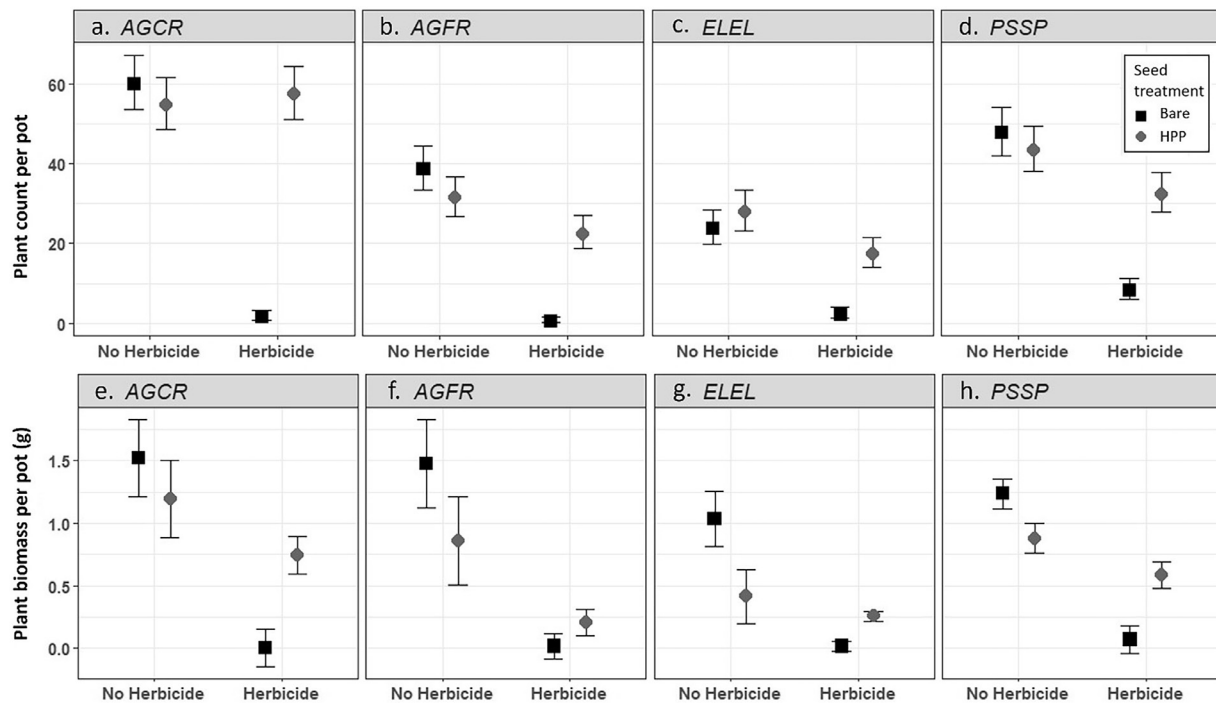 a. AGCR
b. AGFR
c. ELEL
d. PSSP
Plant count per pot
60
40
20
0
Seed
treatment
Bare
HPP
No Herbicide
Herbicide
No Herbicide
Herbicide
No Herbicide
Herbicide
No Herbicide
Herbicide
e. AGCR
f. AGFR
g. ELEL
h. PSSP
Plant biomass per pot (g)
1.5
1.0
0.5
0.0
No Herbicide
Herbicide
No Herbicide
Herbicide
No Herbicide
Herbicide
No Herbicide
Herbicide